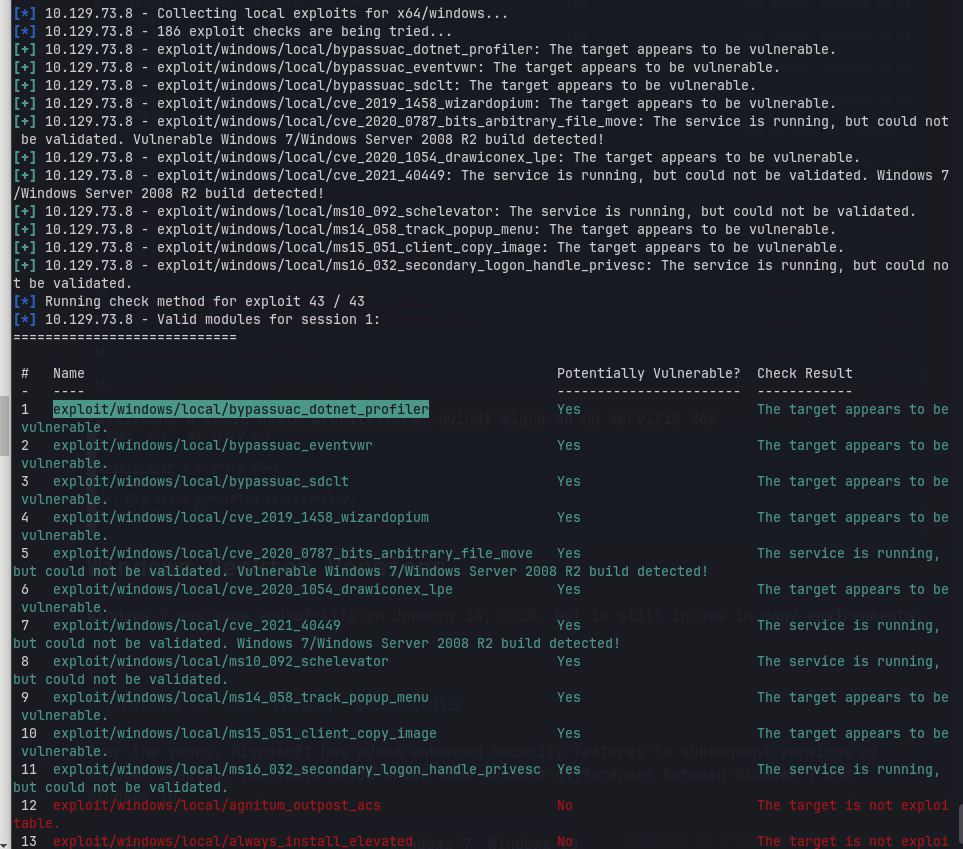 [*] 10.129.73.8 - Collecting local exploits for x64/windows...
[*] 10.129.73.8 - 186 exploit checks are being tried...
[+] 10.129.73.8 - exploit/windows/local/bypassuac_dotnet_profiler: The target appears to be vulnerable.
[+] 10.129.73.8 - exploit/windows/local/bypassuac_eventvwr: The target appears to be vulnerable.
[+] 10.129.73.8 - exploit/windows/local/bypassuac_sdclt: The target appears to be vulnerable.
[+] 10.129.73.8 - exploit/windows/local/cve_2019_1458_wizardopium: The target appears to be vulnerable.
[+] 10.129.73.8 - exploit/windows/local/cve_2020_0787_bits_arbitrary_file_move: The service is running, but could not
 be validated. Vulnerable Windows 7/Windows Server 2008 R2 build detected!
[+] 10.129.73.8 - exploit/windows/local/cve_2020_1054_drawiconex_lpe: The target appears to be vulnerable.
[+] 10.129.73.8 - exploit/windows/local/cve_2021_40449: The service is running, but could not be validated. Windows 7
/Windows Server 2008 R2 build detected!
[+] 10.129.73.8 - exploit/windows/local/ms10_092_schelevator: The service is running, but could not be validated.
[+] 10.129.73.8 - exploit/windows/local/ms14_058_track_popup_menu: The target appears to be vulnerable.
[+] 10.129.73.8 - exploit/windows/local/ms15_051_client_copy_image: The target appears to be vulnerable.
[+] 10.129.73.8 - exploit/windows/local/ms16_032_secondary_logon_handle_privesc: The service is running, but could no
t be validated.
[*] Running check method for exploit 43 / 43
[*] 10.129.73.8 - Valid modules for session 1:
============================
#   Name   Potentially Vulnerable?  Check Result
-   ----   -----------------------  ------------
1   exploit/windows/local/bypassuac_dotnet_profiler   Yes   The target appears to be
 vulnerable.
2   exploit/windows/local/bypassuac_eventvwr   Yes   The target appears to be
 vulnerable.
3   exploit/windows/local/bypassuac_sdclt   Yes   The target appears to be
 vulnerable.
4   exploit/windows/local/cve_2019_1458_wizardopium   Yes   The target appears to be
 vulnerable.
5   exploit/windows/local/cve_2020_0787_bits_arbitrary_file_move   Yes   The service is running,
but could not be validated. Vulnerable Windows 7/Windows Server 2008 R2 build detected!
6   exploit/windows/local/cve_2020_1054_drawiconex_lpe   Yes   The target appears to be
 vulnerable.
7   exploit/windows/local/cve_2021_40449   Yes   The service is running,
but could not be validated. Windows 7/Windows Server 2008 R2 build detected!
8   exploit/windows/local/ms10_092_schelevator   Yes   The service is running,
but could not be validated.
9   exploit/windows/local/ms14_058_track_popup_menu   Yes   The target appears to be
 vulnerable.
10  exploit/windows/local/ms15_051_client_copy_image   Yes   The target appears to be
 vulnerable.
11  exploit/windows/local/ms16_032_secondary_logon_handle_privesc   Yes   The service is running,
but could not be validated.
12  exploit/windows/local/agnitum_outpost_acs   No   The target is not exploi
table.
13  exploit/windows/local/always_install_elevated   No   The target is not exploi